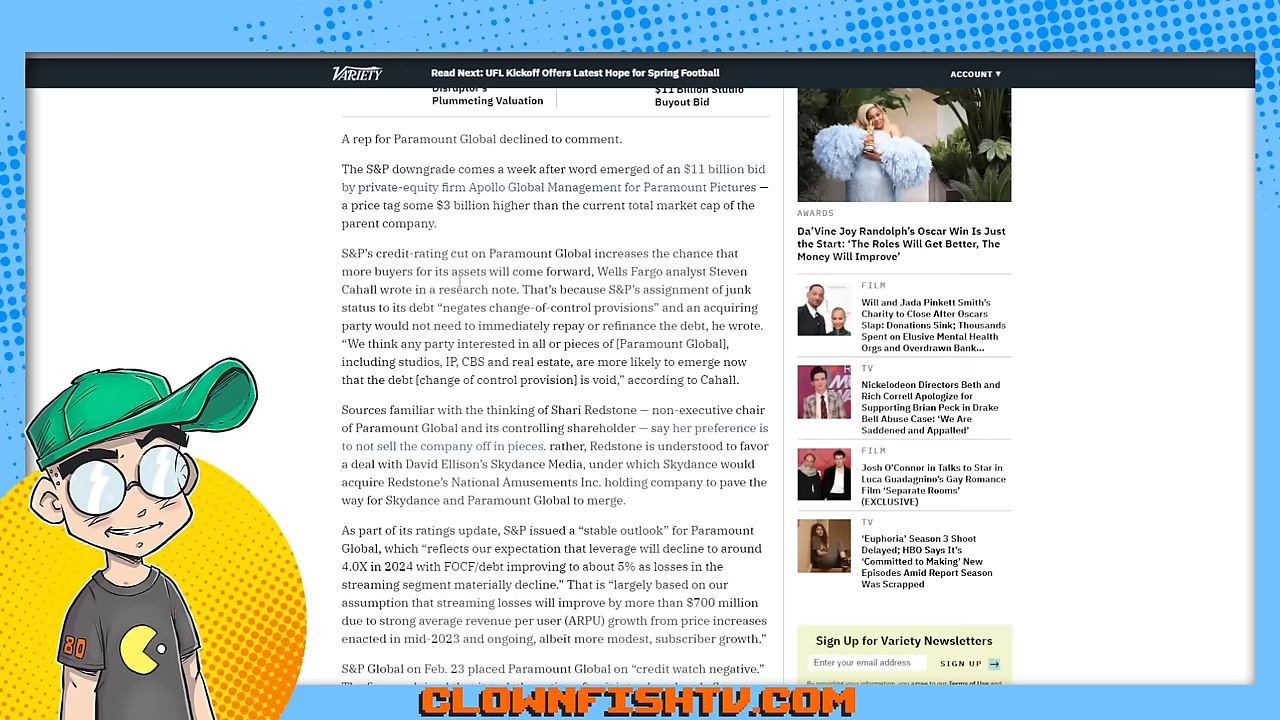 VARIETY
Read Next: UFL Kickoff Offers Latest Hope for Spring Football
ACCOUNT ▼
Disruptor's
Plummeting Valuation
$11 Billion Studio
Buyout Bid
A rep for Paramount Global declined to comment.
The S&P downgrade comes a week after word emerged of an $11 billion bid
by private-equity firm Apollo Global Management for Paramount Pictures —
a price tag some $3 billion higher than the current total market cap of the
parent company.
S&P's credit-rating cut on Paramount Global increases the chance that
more buyers for its assets will come forward, Wells Fargo analyst Steven
Cahall wrote in a research note. That's because S&P's assignment of junk
status to its debt “negates change-of-control provisions” and an acquiring
party would not need to immediately repay or refinance the debt, he wrote.
“We think any party interested in all or pieces of [Paramount Global],
including studios, IP, CBS and real estate, are more likely to emerge now
that the debt [change of control provision] is void,” according to Cahall.
Sources familiar with the thinking of Shari Redstone — non-executive chair
of Paramount Global and its controlling shareholder — say her preference is
to not sell the company off in pieces. rather, Redstone is understood to favor
a deal with David Ellison's Skydance Media, under which Skydance would
acquire Redstone's National Amusements Inc. holding company to pave the
way for Skydance and Paramount Global to merge.
As part of its ratings update, S&P issued a “stable outlook” for Paramount
Global, which “reflects our expectation that leverage will decline to around
4.0X in 2024 with FOCF/debt improving to about 5% as losses in the
streaming segment materially decline.” That is “largely based on our
assumption that streaming losses will improve by more than $700 million
due to strong average revenue per user (ARPU) growth from price increases
enacted in mid-2023 and ongoing, albeit more modest, subscriber growth.”
S&P Global on Feb. 23 placed Paramount Global on “credit watch negative.”
AWARDS
Da'Vine Joy Randolph's Oscar Win Is Just
the Start: ‘The Roles Will Get Better, The
Money Will Improve’
FILM
Will and Jada Pinkett Smith's
Charity to Close After Oscars
Slap: Donations Sink; Thousands
Spent on Elusive Mental Health
Orgs and Overdrawn Bank...
TV
Nickelodeon Directors Beth and
Rich Correll Apologize for
Supporting Brian Peck in Drake
Bell Abuse Case: ‘We Are
Saddened and Appalled’
FILM
Josh O'Connor in Talks to Star in
Luca Guadagnino's Gay Romance
Film ‘Separate Rooms’
(EXCLUSIVE)
TV
‘Euphoria’ Season 3 Shoot
Delayed; HBO Says It's
‘Committed to Making’ New
Episodes Amid Report Season
Was Scrapped
Sign Up for Variety Newsletters
Enter your email address
SIGN UP →
80
CLOWNFISHTV.COM